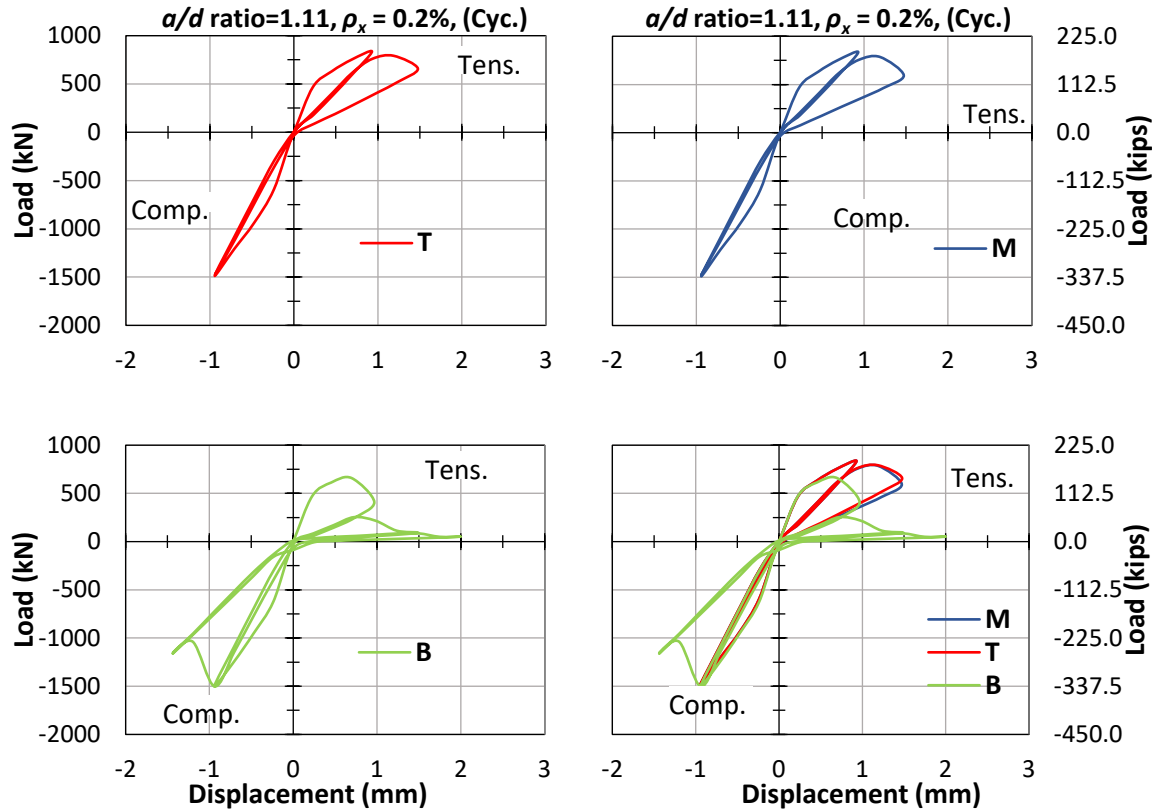 a/d ratio=1.11, ρx = 0.2%, (Cyc.)
a/d ratio=1.11, ρx = 0.2%, (Cyc.)
1000
500
0
-500
-1000
-1500
-2000
Load (kN)
Tens.
Comp.
T
-2 -1 0 1 2 3
225.0
112.5
0.0
-112.5
-225.0
-337.5
-450.0
Load (kips)
Tens.
Comp.
M
-2 -1 0 1 2 3
1000
500
0
-500
-1000
-1500
-2000
Load (kN)
Tens.
B
Comp.
-2 -1 0 1 2 3
Displacement (mm)
225.0
112.5
0.0
-112.5
-225.0
-337.5
-450.0
Load (kips)
Tens.
M
T
B
Comp.
-2 -1 0 1 2 3
Displacement (mm)